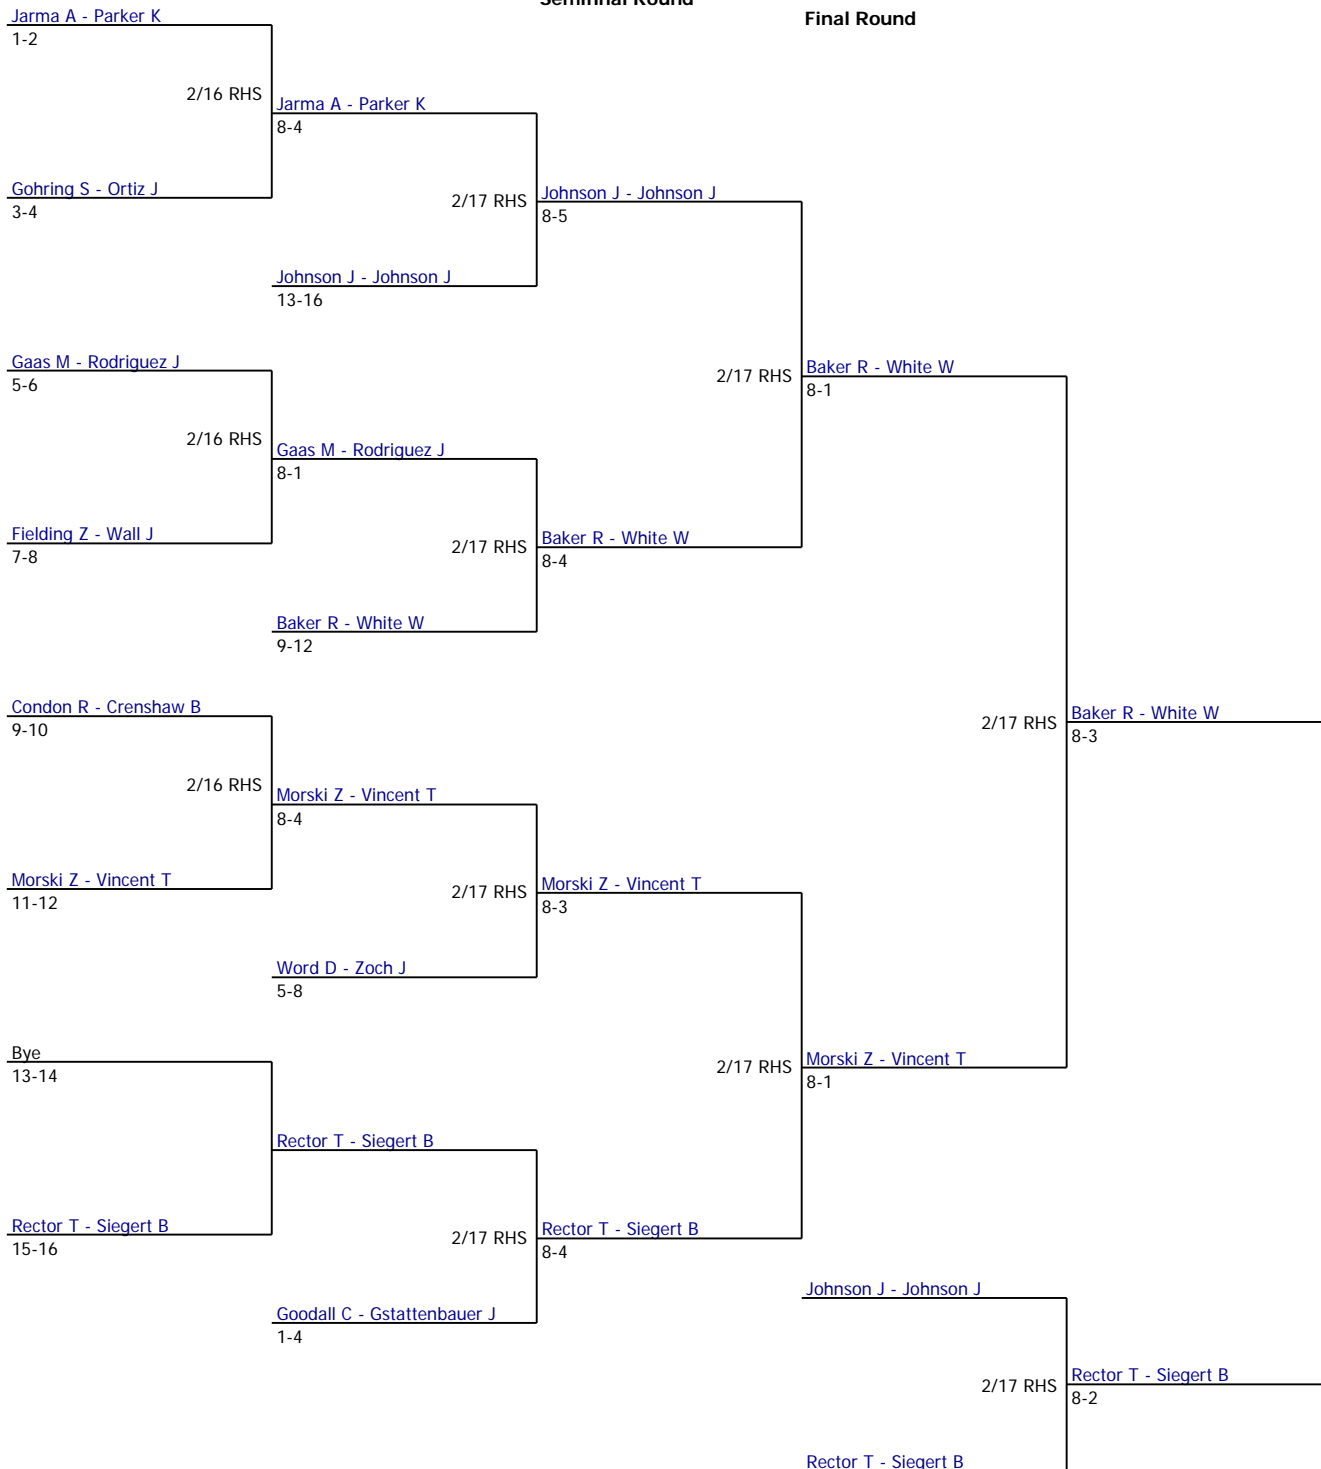 Semifinal Round
Final Round
Jarma A - Parker K
1-2
2/16 RHS
Jarma A - Parker K
8-4
Gohring S - Ortiz J
3-4
2/17 RHS
Johnson J - Johnson J
8-5
Johnson J - Johnson J
13-16
Gaas M - Rodriguez J
5-6
2/17 RHS
Baker R - White W
8-1
2/16 RHS
Gaas M - Rodriguez J
8-1
Fielding Z - Wall J
7-8
2/17 RHS
Baker R - White W
8-4
Baker R - White W
9-12
Condon R - Crenshaw B
9-10
2/17 RHS
Baker R - White W
8-3
2/16 RHS
Morski Z - Vincent T
8-4
Morski Z - Vincent T
11-12
2/17 RHS
Morski Z - Vincent T
8-3
Word D - Zoch J
5-8
Bye
13-14
2/17 RHS
Morski Z - Vincent T
8-1
Rector T - Siegert B
Rector T - Siegert B
15-16
2/17 RHS
Rector T - Siegert B
8-4
Johnson J - Johnson J
Goodall C - Gstattenbauer J
1-4
2/17 RHS
Rector T - Siegert B
8-2
Rector T - Siegert B